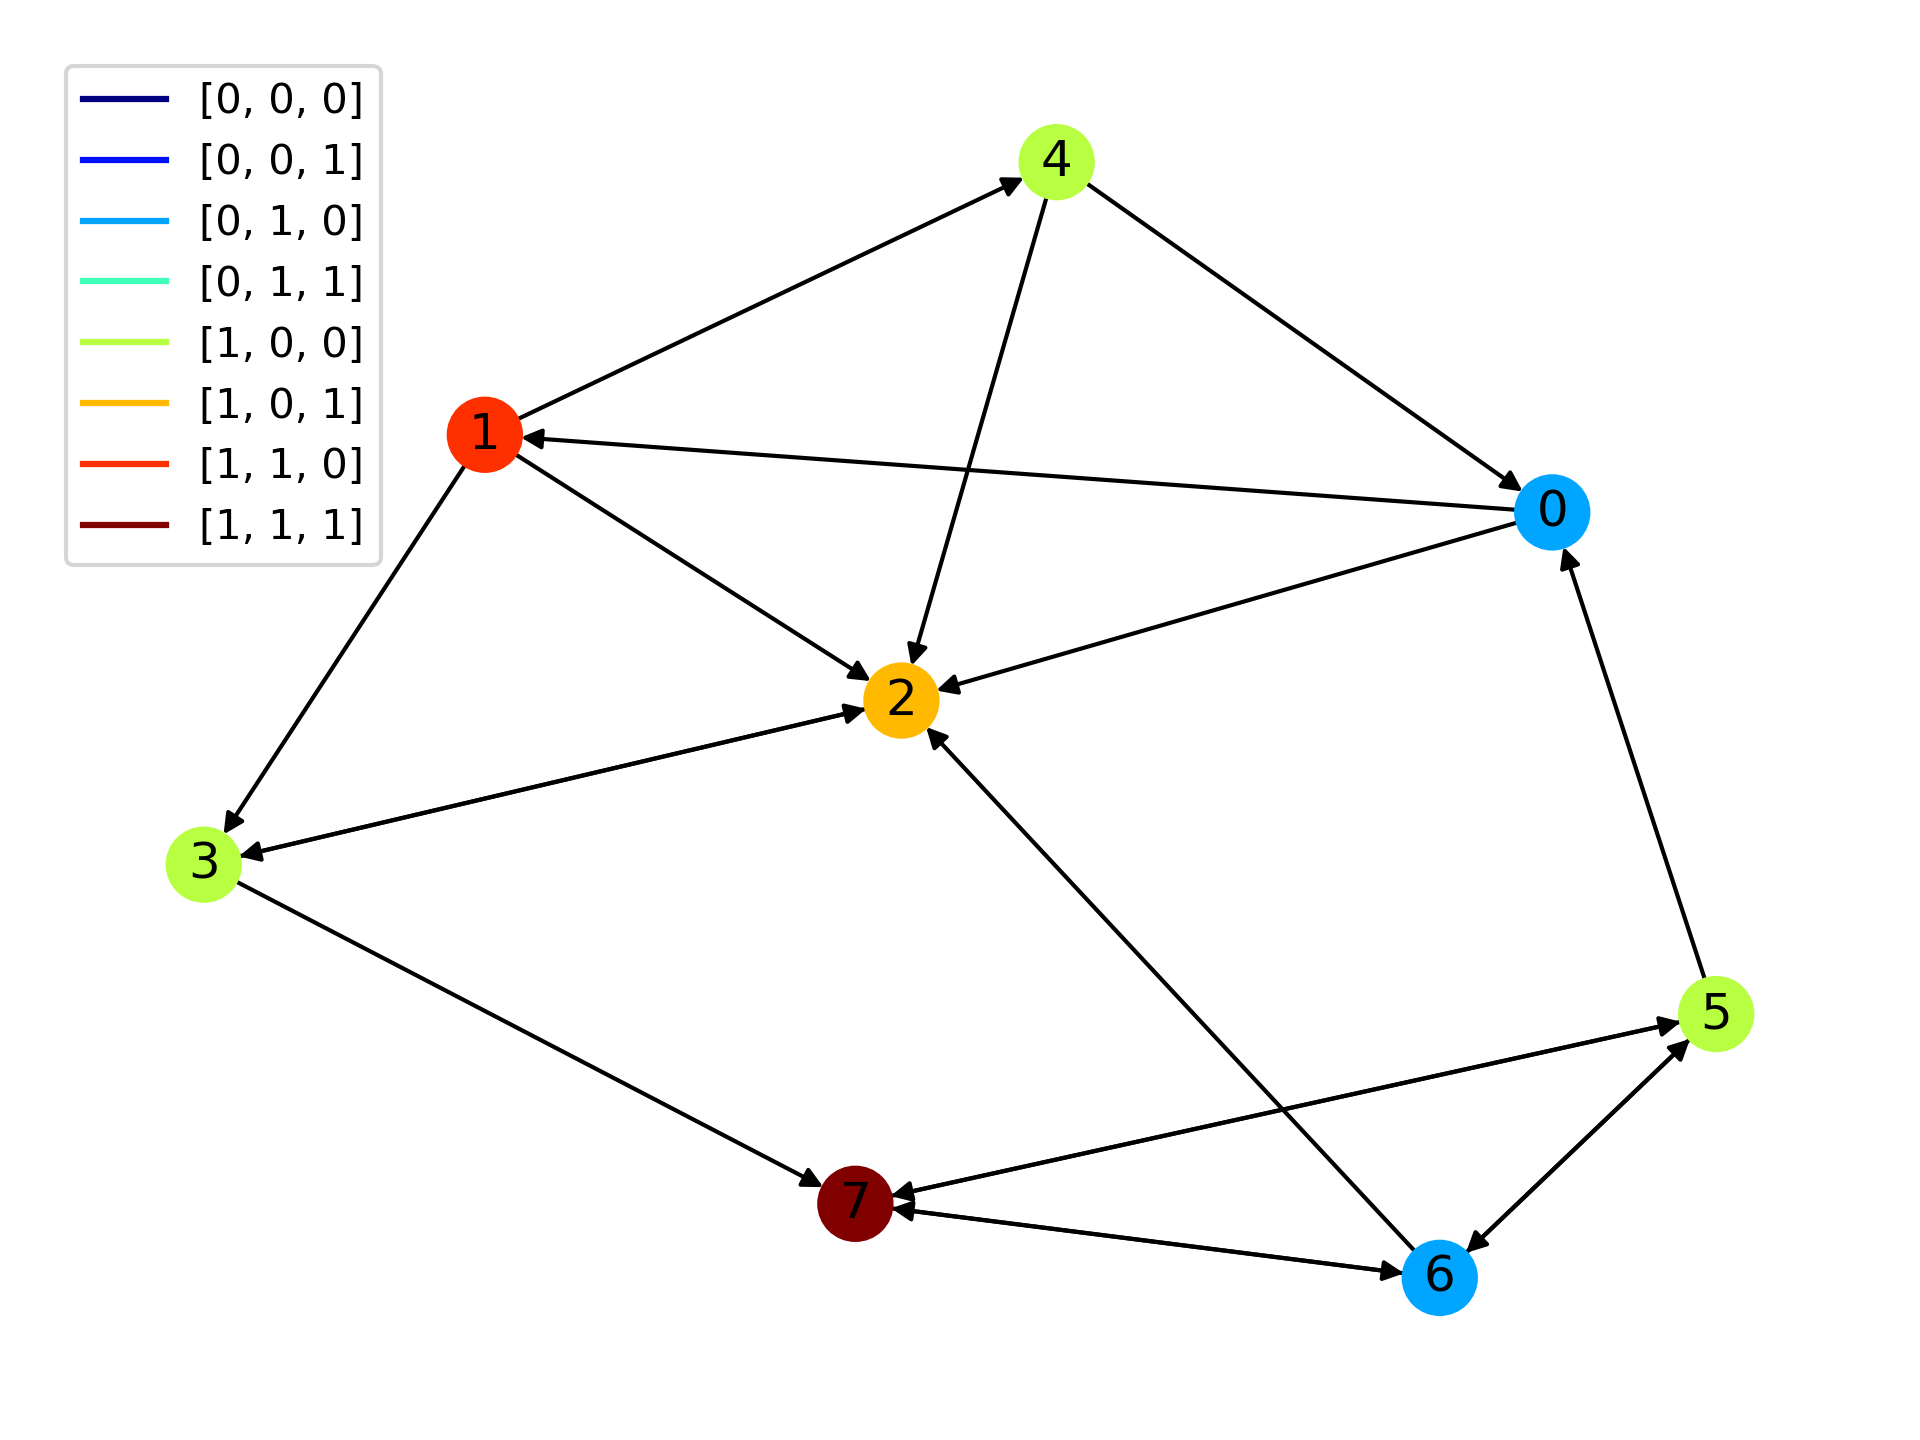 [0, 0, 0]
[0, 0, 1]
[0, 1, 0]
[0, 1, 1]
[1, 0, 0]
[1, 0, 1]
[1, 1, 0]
[1, 1, 1]
4
1
0
2
3
5
7
6